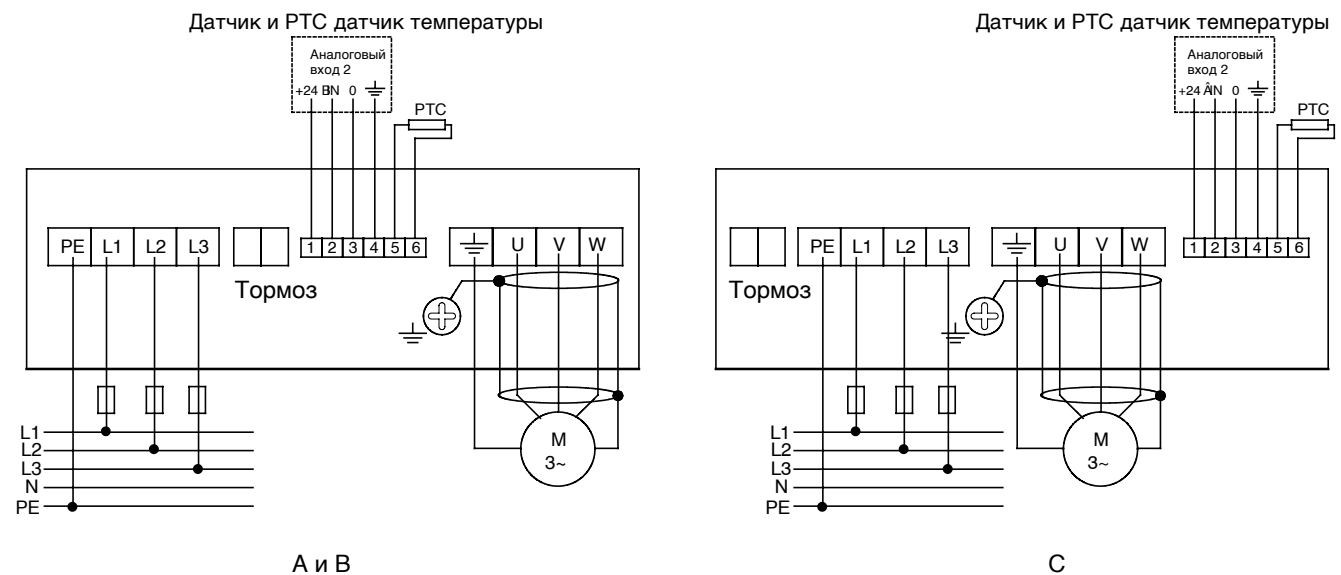 Датчик и PTC датчик температуры
Аналоговый
вход 2
+24 В IN 0
PTC
PE L1 L2 L3
1 2 3 4 5 6
U V W
Тормоз
M
3~
L1
L2
L3
N
PE
А и В
Датчик и PTC датчик температуры
Аналоговый
вход 2
+24 ÂIN 0
PTC
PE L1 L2 L3
U V W
1 2 3 4 5 6
Тормоз
M
3~
L1
L2
L3
N
PE
C